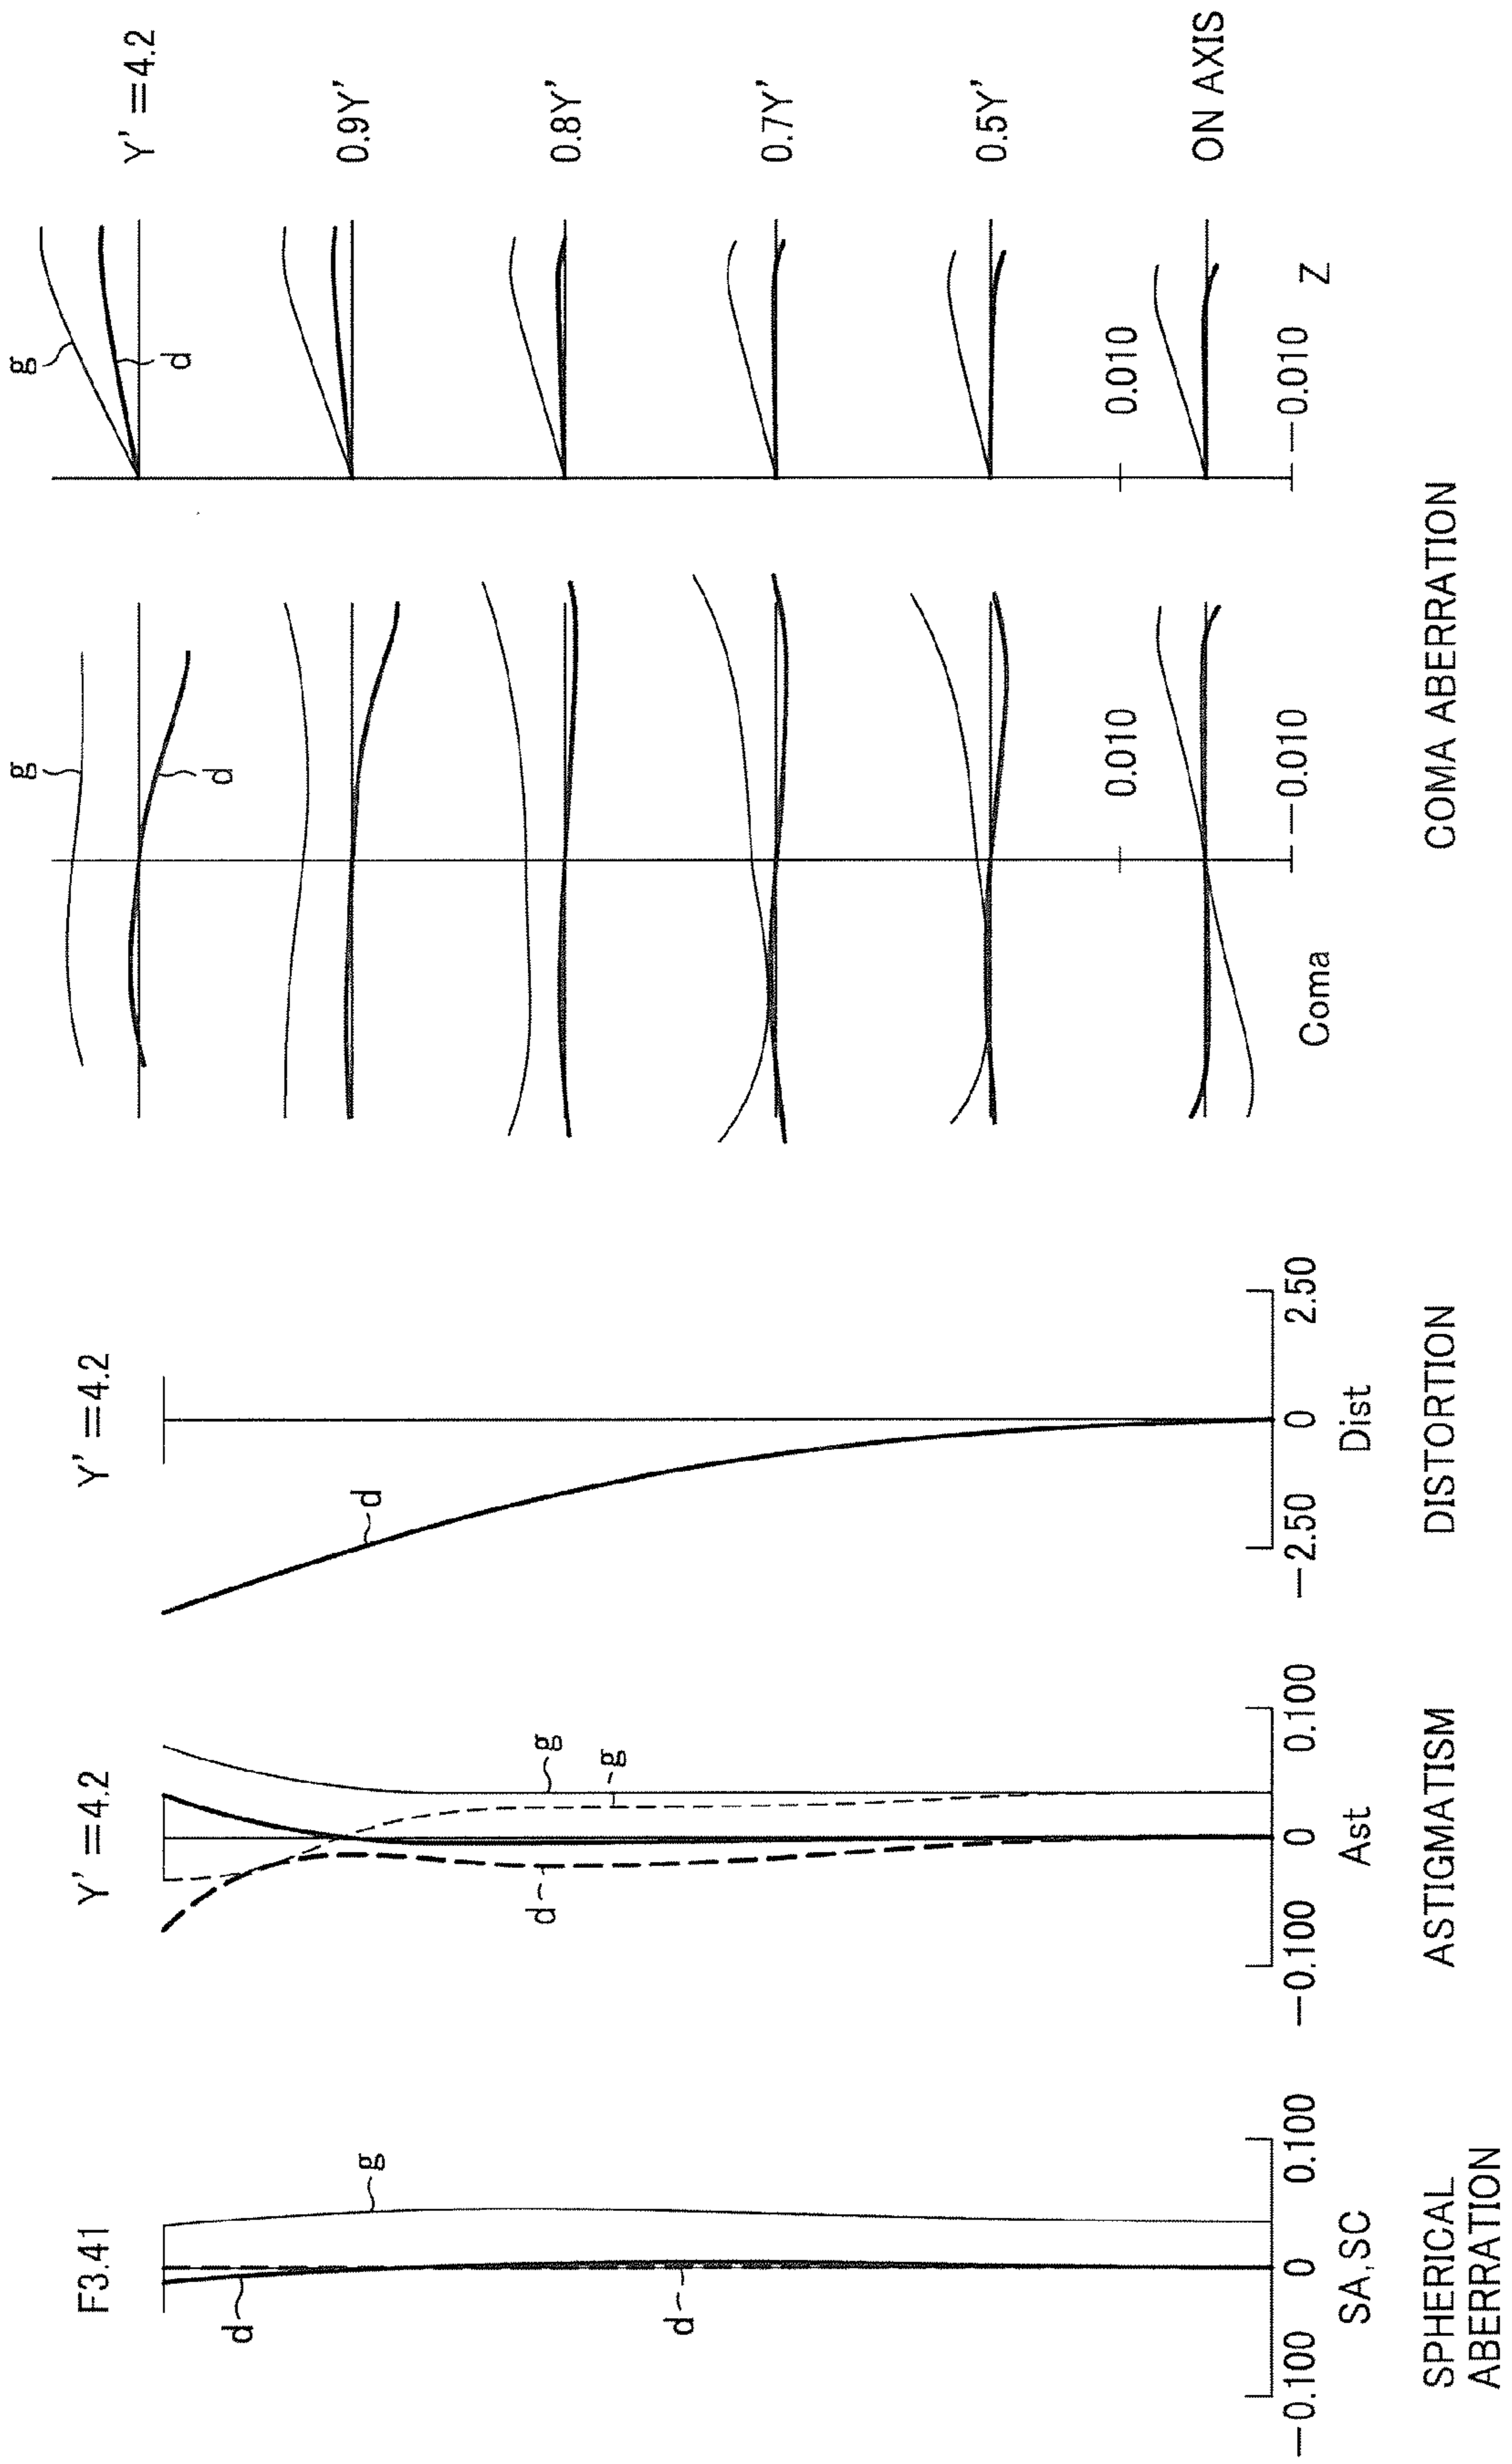 F3.41
g
d
d
−0.100
0
0.100
SA,SC
SPHERICAL
ABERRATION
Y' =4.2
g
g
d
−0.100
0
0.100
Ast
ASTIGMATISM
Y' =4.2
d
−2.50
0
2.50
Dist
DISTORTION
g
d
0.010
−0.010
Coma
g
d
0.010
−0.010
Z
Y' =4.2
0.9Y'
0.8Y'
0.7Y'
0.5Y'
ON AXIS
COMA ABERRATION